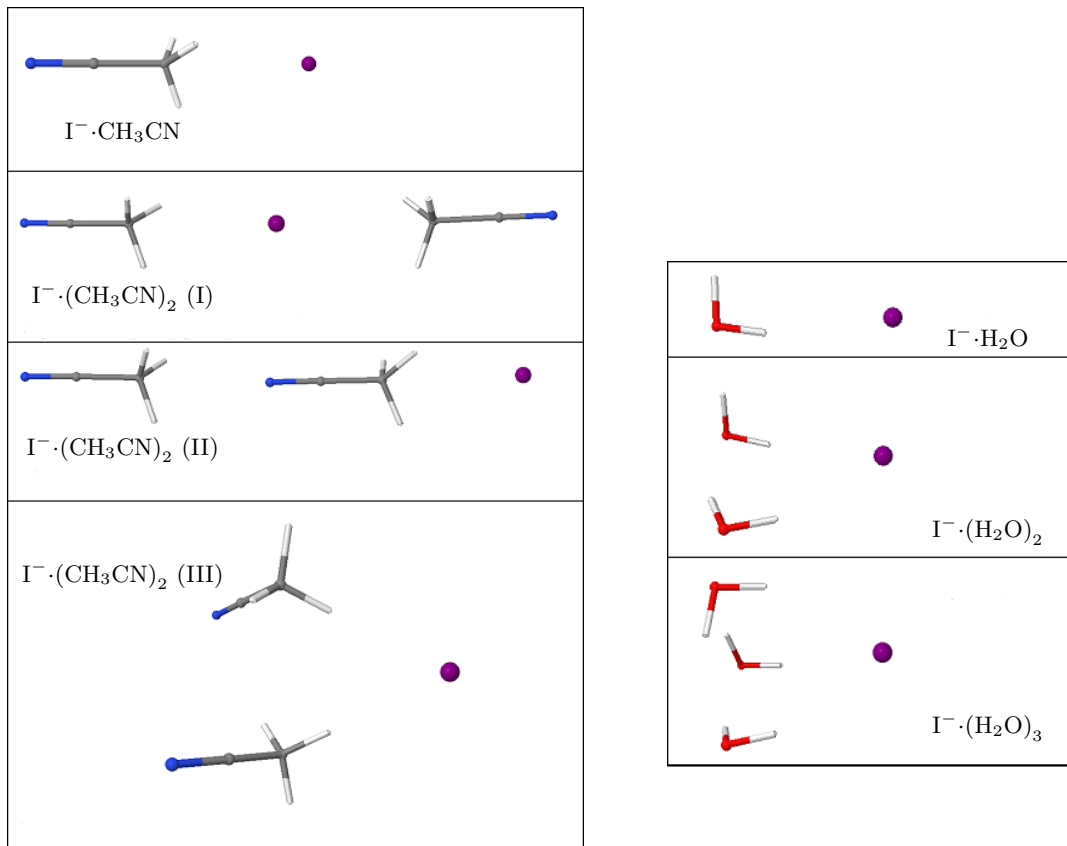 I⁻·CH₃CN
I⁻·(CH₃CN)₂ (I)
I⁻·(CH₃CN)₂ (II)
I⁻·(CH₃CN)₂ (III)
I⁻·H₂O
I⁻·(H₂O)₂
I⁻·(H₂O)₃